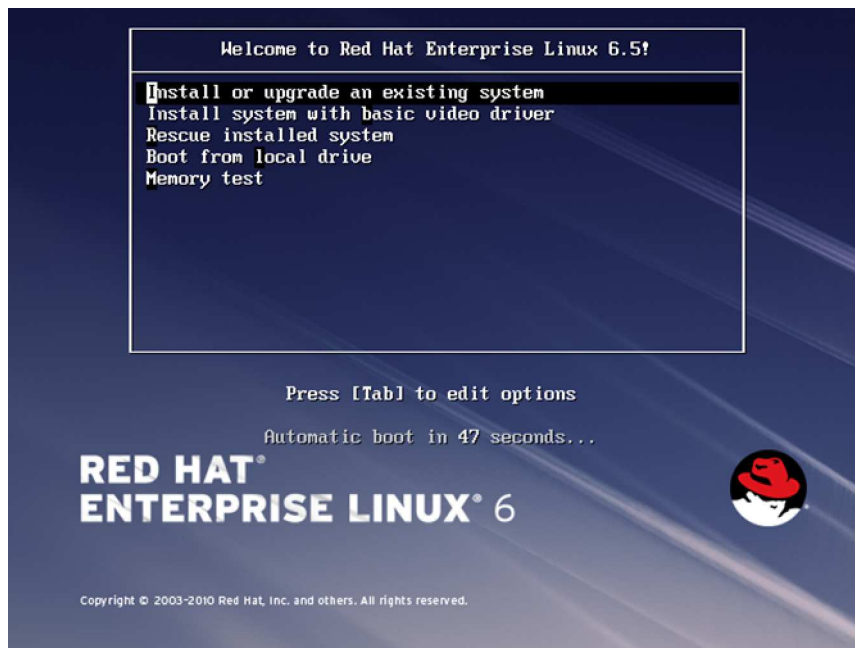 Welcome to Red Hat Enterprise Linux 6.5!
Install or upgrade an existing system
Install system with basic video driver
Rescue installed system
Boot from local drive
Memory test
Press [Tab] to edit options
Automatic boot in 47 seconds...
RED HAT®
ENTERPRISE LINUX® 6
Copyright © 2003-2010 Red Hat, Inc. and others. All rights reserved.